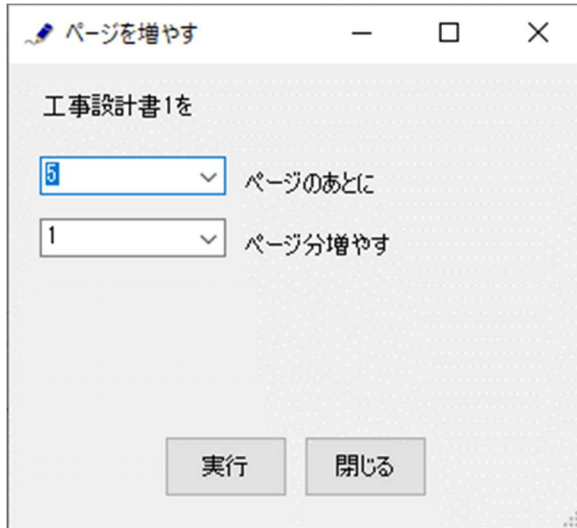 ページを増やす
工事設計書1を
5 ページのあとに
1 ページ分増やす
実行 閉じる